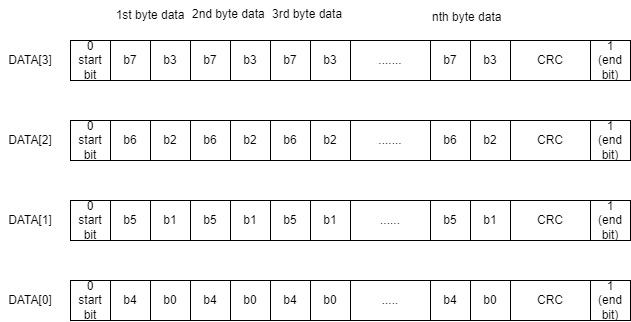 1st byte data 2nd byte data 3rd byte data nth byte data
DATA[3] 0 start bit b7 b3 b7 b3 b7 b3 ....... b7 b3 CRC 1 (end bit)
DATA[2] 0 start bit b6 b2 b6 b2 b6 b2 ....... b6 b2 CRC 1 (end bit)
DATA[1] 0 start bit b5 b1 b5 b1 b5 b1 ...... b5 b1 CRC 1 (end bit)
DATA[0] 0 start bit b4 b0 b4 b0 b4 b0 ..... b4 b0 CRC 1 (end bit)